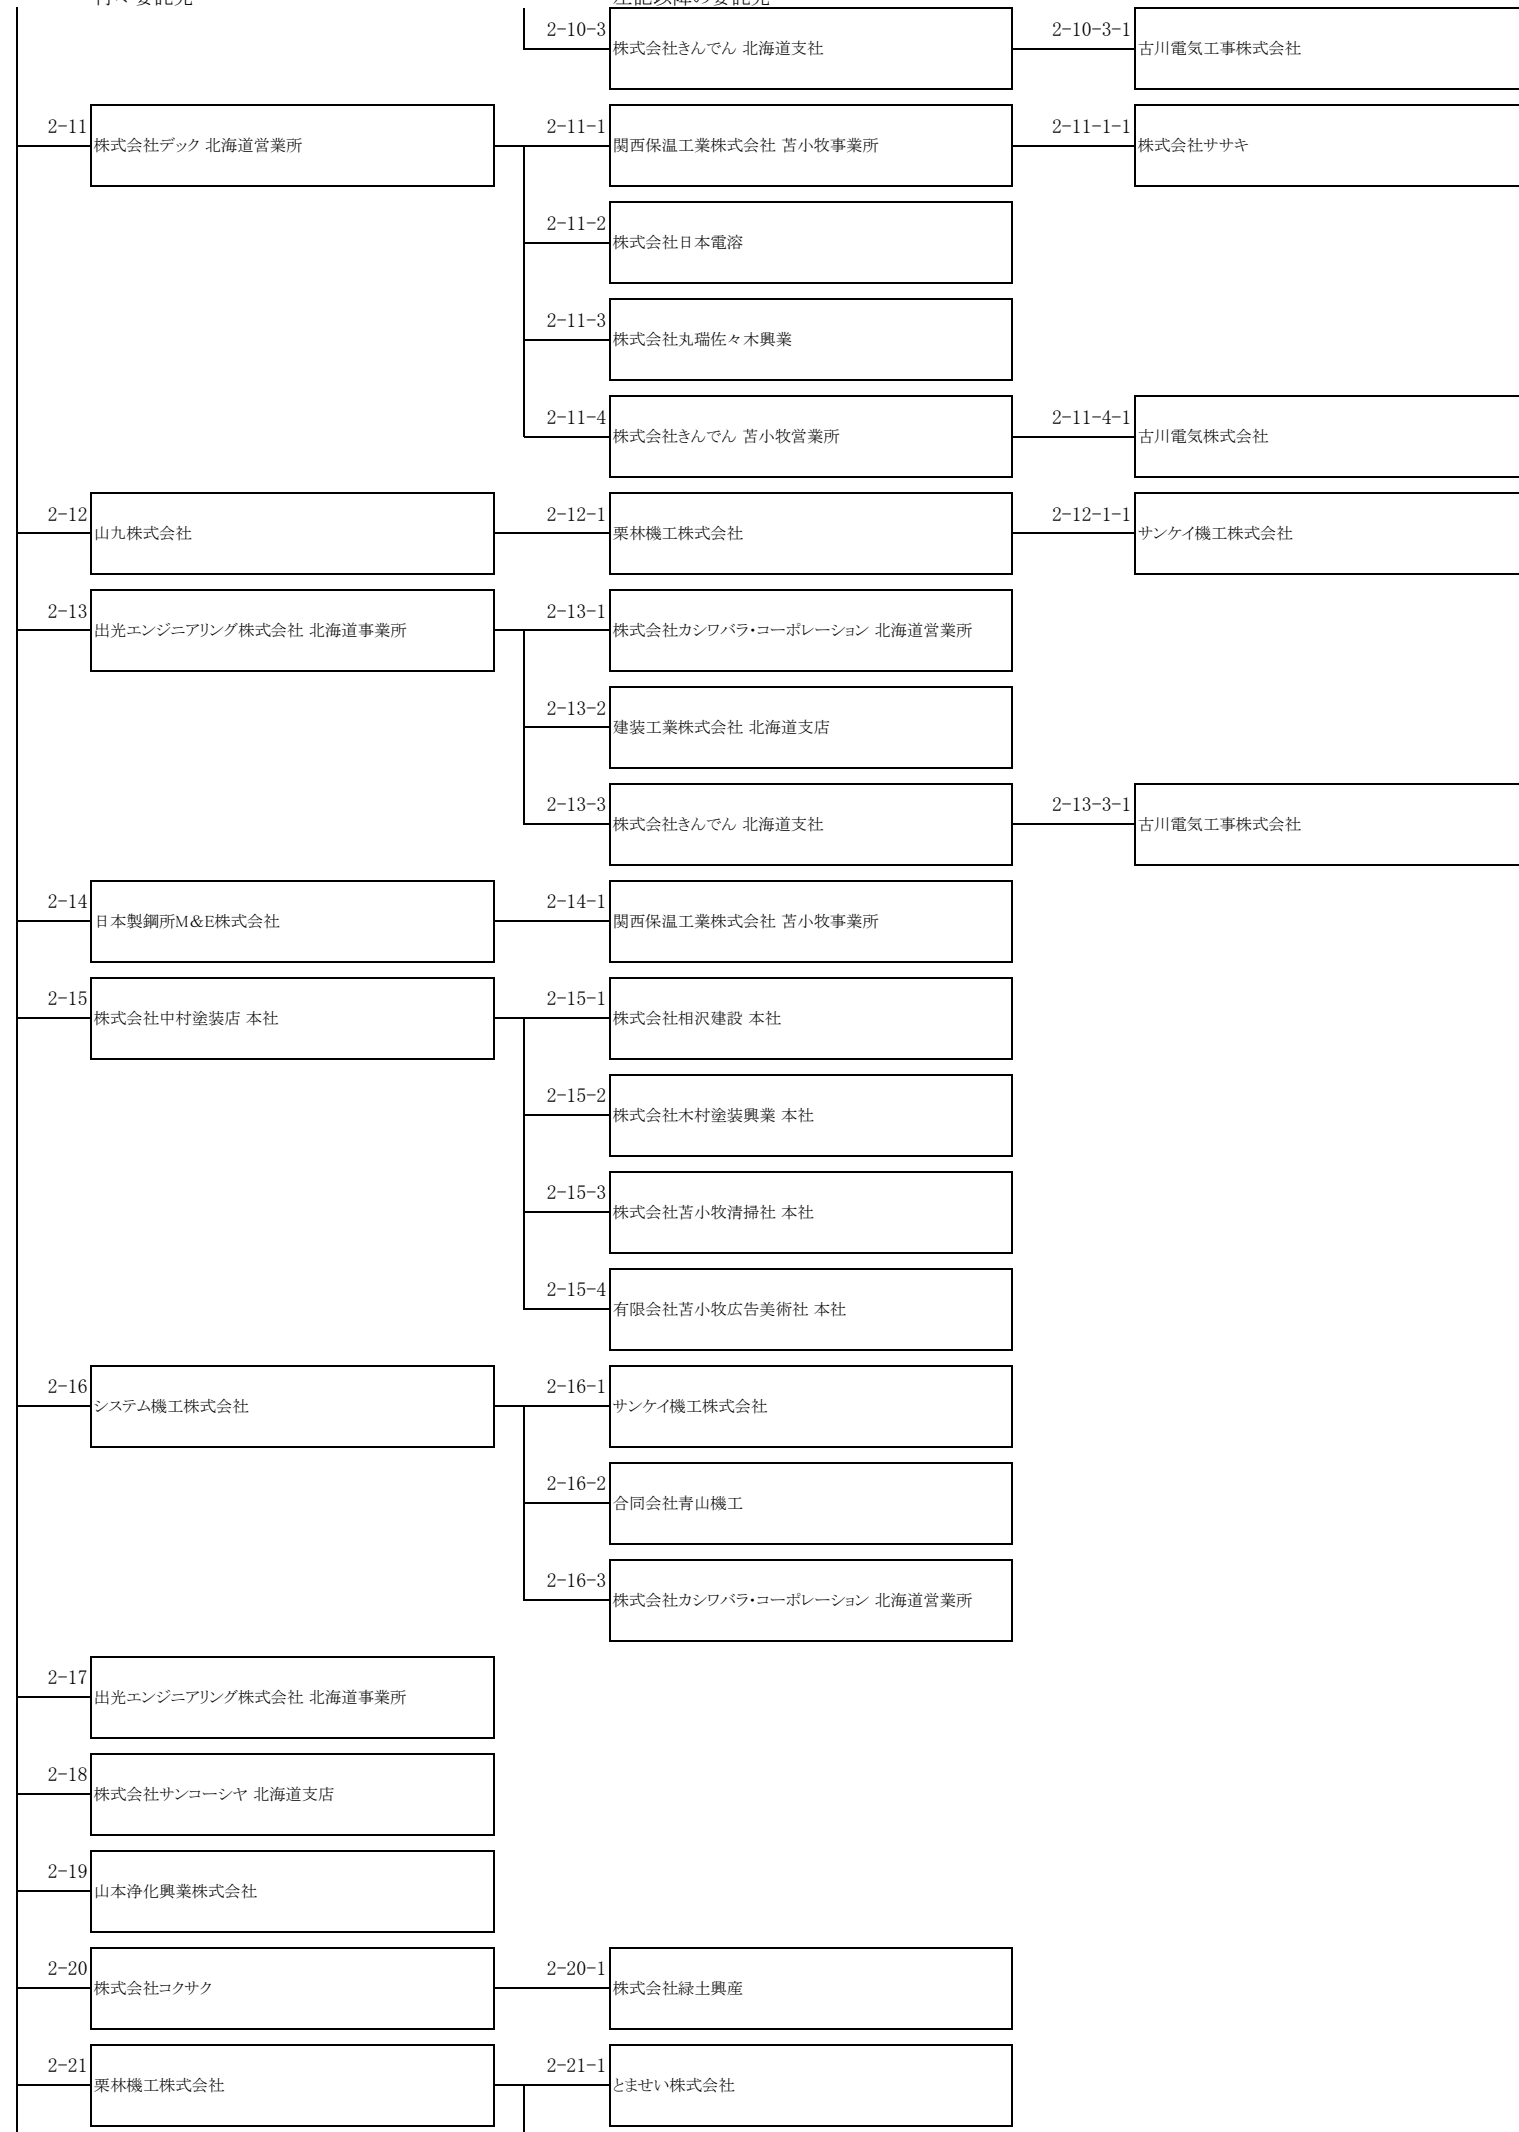 2-10-3 株式会社きんでん 北海道支社 2-10-3-1 古川電気工事株式会社
2-11 株式会社デック 北海道営業所 2-11-1 関西保温工業株式会社 苫小牧事業所 2-11-1-1 株式会社ササキ
2-11-2 株式会社日本電溶
2-11-3 株式会社丸瑞佐々木興業
2-11-4 株式会社きんでん 苫小牧営業所 2-11-4-1 古川電気株式会社
2-12 山九株式会社 2-12-1 栗林機工株式会社 2-12-1-1 サンケイ機工株式会社
2-13 出光エンジニアリング株式会社 北海道事業所 2-13-1 株式会社カシワバラ・コーポレーション 北海道営業所
2-13-2 建装工業株式会社 北海道支店
2-13-3 株式会社きんでん 北海道支社 2-13-3-1 古川電気工事株式会社
2-14 日本製鋼所M&E株式会社 2-14-1 関西保温工業株式会社 苫小牧事業所
2-15 株式会社中村塗装店 本社 2-15-1 株式会社相沢建設 本社
2-15-2 株式会社木村塗装興業 本社
2-15-3 株式会社苫小牧清掃社 本社
2-15-4 有限会社苫小牧広告美術社 本社
2-16 システム機工株式会社 2-16-1 サンケイ機工株式会社
2-16-2 合同会社青山機工
2-16-3 株式会社カシワバラ・コーポレーション 北海道営業所
2-17 出光エンジニアリング株式会社 北海道事業所
2-18 株式会社サンコーシヤ 北海道支店
2-19 山本浄化興業株式会社
2-20 株式会社コクサク 2-20-1 株式会社緑土興産
2-21 栗林機工株式会社 2-21-1 とませい株式会社